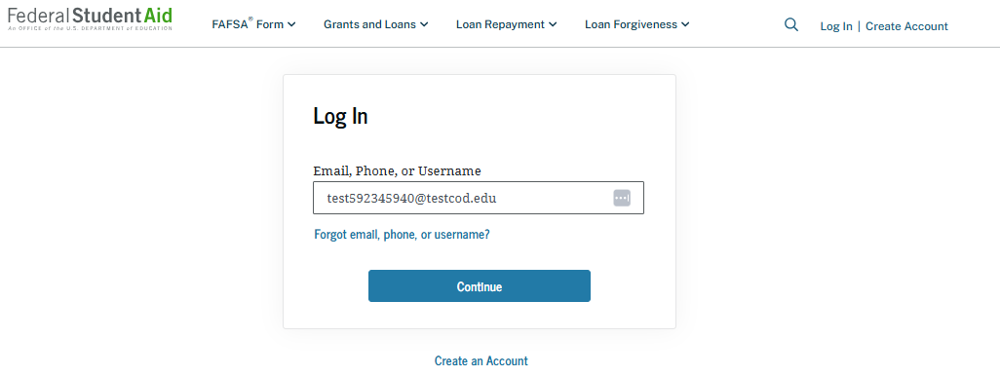 Federal Student Aid
An OFFICE of the U.S. DEPARTMENT of EDUCATION
FAFSA® Form
Grants and Loans
Loan Repayment
Loan Forgiveness
Log In | Create Account
Log In
Email, Phone, or Username
test592345940@testcod.edu
Forgot email, phone, or username?
Continue
Create an Account